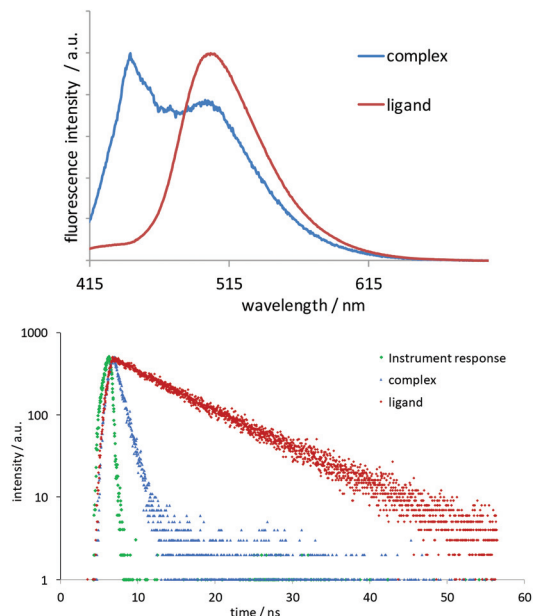 fluorescence intensity / a.u.
complex
ligand
415
515
615
wavelength / nm
1000
100
10
1
intensity / a.u.
Instrument response
complex
ligand
0
10
20
30
40
50
60
time / ns